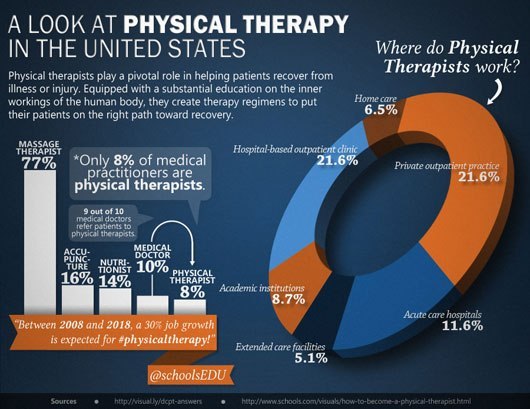 A LOOK AT PHYSICAL THERAPY
IN THE UNITED STATES
Physical therapists play a pivotal role in helping patients recover from
illness or injury. Equipped with a substantial education on the inner
workings of the human body, they create therapy regimens to put
their patients on the right path toward recovery.
Where do Physical
Therapists work?
MASSAGE
THERAPIST
77%
*Only 8% of medical
practitioners are
physical therapists.
9 out of 10
medical doctors
refer patients to
physical therapists.
ACCU-
PUNC-
TURE
16%
NUTRI-
TIONIST
14%
MEDICAL
DOCTOR
10%
PHYSICAL
THERAPIST
8%
"Between 2008 and 2018, a 30% job growth
is expected for #physicaltherapy!"
@schoolsEDU
Home care
6.5%
Hospital-based outpatient clinic
21.6%
Private outpatient practice
21.6%
Academic institutions
8.7%
Acute care hospitals
11.6%
Extended care facilities
5.1%
Sources • http://visual.ly/dcpt-answers • http://www.schools.com/visuals/how-to-become-a-physical-therapist.html